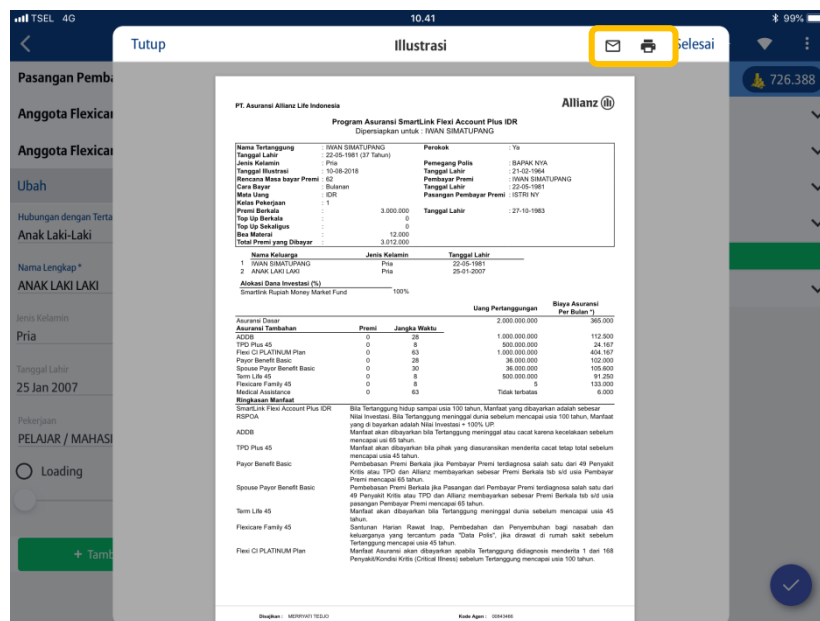 TSEL 4G 10.41 99%
Tutup Illustrasi Selesai
Pasangan Pemb
Anggota Flexica
Anggota Flexica
Ubah
Hubungan dengan Terta
Anak Laki-Laki
Nama Lengkap *
ANAK LAKI LAKI
Jenis Kelamin
Pria
Tanggal Lahir
25 Jan 2007
Pekerjaan
PELAJAR / MAHASI
Loading
+ Tamb
726.388
PT. Asuransi Allianz Life Indonesia Allianz
Program Asuransi SmartLink Flexi Account Plus IDR
Dipersiapkan untuk : IWAN SIMATUPANG
Nama Tertanggung : IWAN SIMATUPANG Perokok : Ya
Tanggal Lahir : 22-05-1981 (37 Tahun)
Jenis Kelamin : Pria Pemegang Polis : BAPAK NYA
Tanggal Illustrasi : 10-08-2018 Tanggal Lahir : 21-02-1964
Rencana Masa bayar Premi : 62 Pembayar Premi : IWAN SIMATUPANG
Cara Bayar : Bulanan Tanggal Lahir : 22-05-1981
Mata Uang : IDR Pasangan Pembayar Premi : ISTRI NY
Kelas Pekerjaan : 1
Premi Berkala : 3.000.000 Tanggal Lahir : 27-10-1983
Top Up Berkala : 0
Top Up Sekaligus : 0
Bea Materai : 12.000
Total Premi yang Dibayar : 3.012.000
Nama Keluarga Jenis Kelamin Tanggal Lahir
1 IWAN SIMATUPANG Pria 22-05-1981
2 ANAK LAKI LAKI Pria 25-01-2007
Alokasi Dana Investasi (%)
Smartlink Rupiah Money Market Fund 100%
Uang Pertanggungan Biaya Asuransi
Per Bulan *)
Asuransi Dasar 2.000.000.000 365.000
Asuransi Tambahan Premi Jangka Waktu
ADDB 0 28 1.000.000.000 112.500
TPD Plus 45 0 8 500.000.000 24.167
Flexi CI PLATINUM Plan 0 63 1.000.000.000 404.167
Payor Benefit Basic 0 28 36.000.000 102.000
Spouse Payor Benefit Basic 0 30 36.000.000 105.600
Term Life 45 0 8 500.000.000 91.250
Flexicare Family 45 0 8 5 133.000
Medical Assistance 0 63 Tidak terbatas 6.000
Ringkasan Manfaat
SmartLink Flexi Account Plus IDR Bila Tertanggung hidup sampai usia 100 tahun, Manfaat yang dibayarkan adalah sebesar
RSPOA Nilai Investasi. Bila Tertanggung meninggal dunia sebelum mencapai usia 100 tahun, Manfaat
yang di bayarkan adalah Nilai Investasi + 100% UP.
ADDB Manfaat akan dibayarkan bila Tertanggung meninggal atau cacat karena kecelakaan sebelum
mencapai usi 65 tahun.
TPD Plus 45 Manfaat akan dibayarkan bila pihak yang diasuransikan menderita cacat tetap total sebelum
mencapai usia 45 tahun.
Payor Benefit Basic Pembebasan Premi Berkala jika Pembayar Premi terdiagnosa salah satu dari 49 Penyakit
Kritis atau TPD dan Allianz membayarkan sebesar Premi Berkala tsb s/d usia Pembayar
Premi mencapai 65 tahun.
Spouse Payor Benefit Basic Pembebasan Premi Berkala jika Pasangan dari Pembayar Premi terdiagnosa salah satu dari
49 Penyakit Kritis atau TPD dan Allianz membayarkan sebesar Premi Berkala tsb s/d usia
pasangan Pembayar Premi mencapai 65 tahun.
Term Life 45 Manfaat akan dibayarkan bila Tertanggung meninggal dunia sebelum mencapai usia 45
tahun.
Flexicare Family 45 Santunan Harian Rawat Inap, Pembedahan dan Penyembuhan bagi nasabah dan
keluarganya yang tercantum pada "Data Polis", jika dirawat di rumah sakit sebelum
Tertanggung mencapai usia 45 tahun.
Flexi CI PLATINUM Plan Manfaat Asuransi akan dibayarkan apabila Tertanggung didiagnosis menderita 1 dari 168
Penyakit/Kondisi Kritis (Critical Illness) sebelum Tertanggung mencapai usia 100 tahun.
Disajikan : MERRYATI TEDJO Kode Agen : 00843466